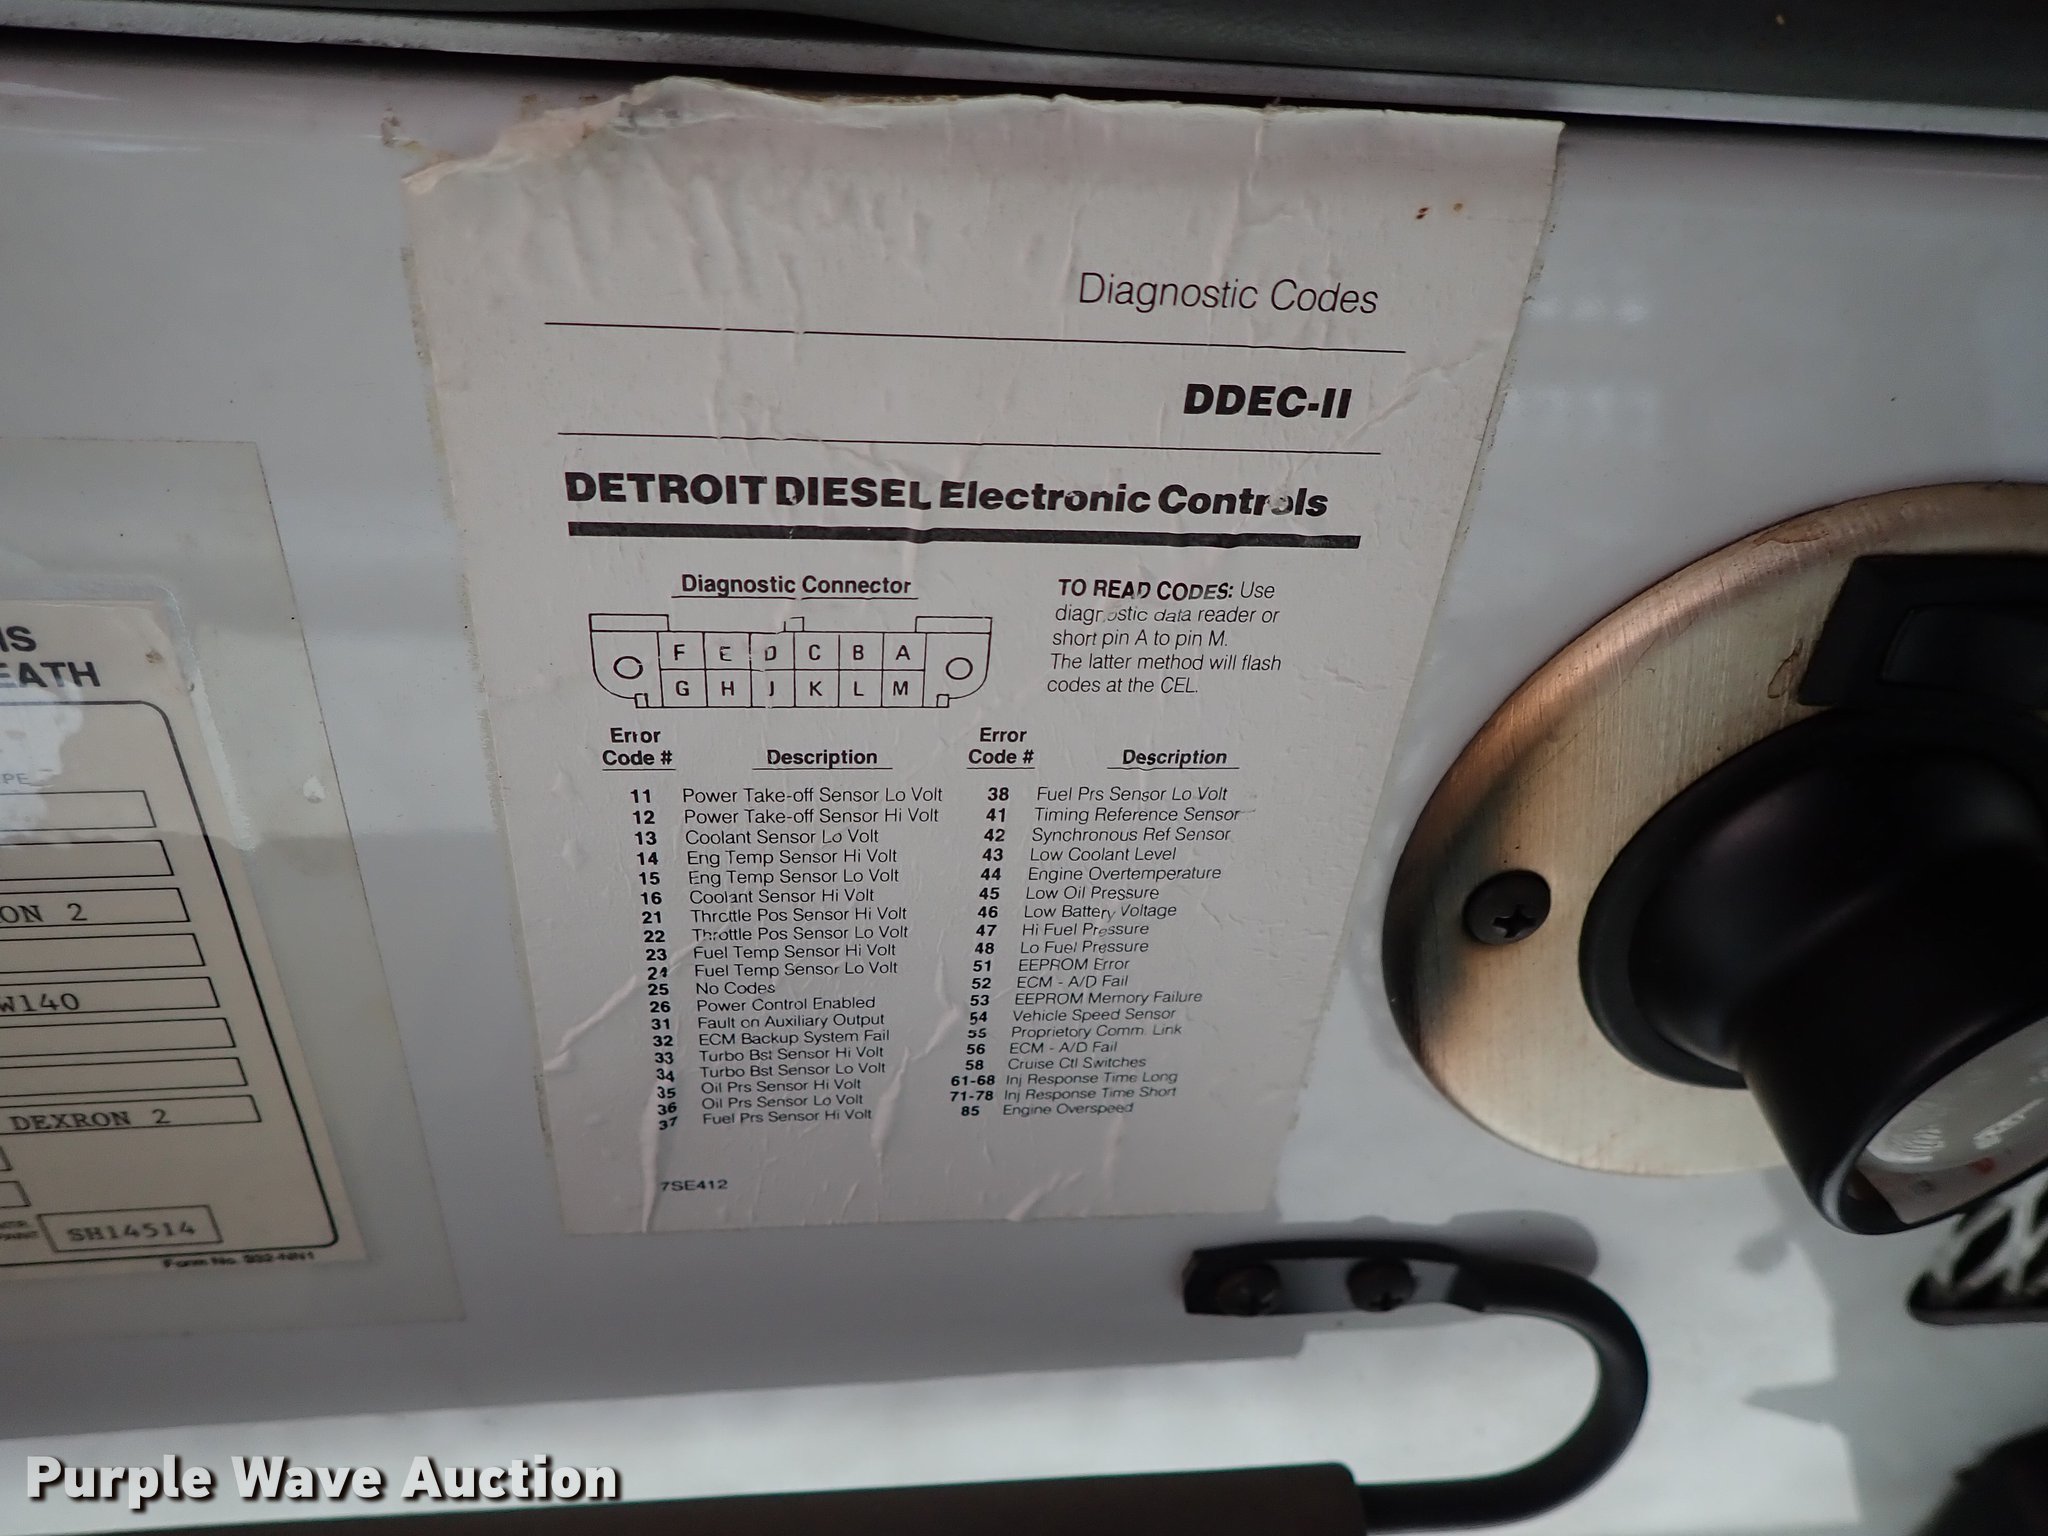 Diagnostic Codes
DDEC-II
DETROIT DIESEL Electronic Controls
Diagnostic Connector
F E D C B A
G H J K L M
TO READ CODES: Use
diagnostic data reader or
short pin A to pin M.
The latter method will flash
codes at the CEL.
Error
Code # Description
11 Power Take-off Sensor Lo Volt
12 Power Take-off Sensor Hi Volt
13 Coolant Sensor Lo Volt
14 Eng Temp Sensor Hi Volt
15 Eng Temp Sensor Lo Volt
16 Coolant Sensor Hi Volt
21 Throttle Pos Sensor Hi Volt
22 Throttle Pos Sensor Lo Volt
23 Fuel Temp Sensor Hi Volt
24 Fuel Temp Sensor Lo Volt
25 No Codes
26 Power Control Enabled
31 Fault on Auxiliary Output
32 ECM Backup System Fail
33 Turbo Bst Sensor Hi Volt
34 Turbo Bst Sensor Lo Volt
35 Oil Prs Sensor Hi Volt
36 Oil Prs Sensor Lo Volt
37 Fuel Prs Sensor Hi Volt
Error
Code # Description
38 Fuel Prs Sensor Lo Volt
41 Timing Reference Sensor
42 Synchronous Ref Sensor
43 Low Coolant Level
44 Engine Overtemperature
45 Low Oil Pressure
46 Low Battery Voltage
47 Hi Fuel Pressure
48 Lo Fuel Pressure
51 EEPROM Error
52 ECM - A/D Fail
53 EEPROM Memory Failure
54 Vehicle Speed Sensor
55 Proprietory Comm. Link
56 ECM - A/D Fail
58 Cruise Ctl Switches
61-68 Inj Response Time Long
71-78 Inj Response Time Short
85 Engine Overspeed
7SE412
IS
EATH
PE
ON 2
W140
DEXRON 2
SH14514
Form No. 892-NN1
Purple Wave Auction